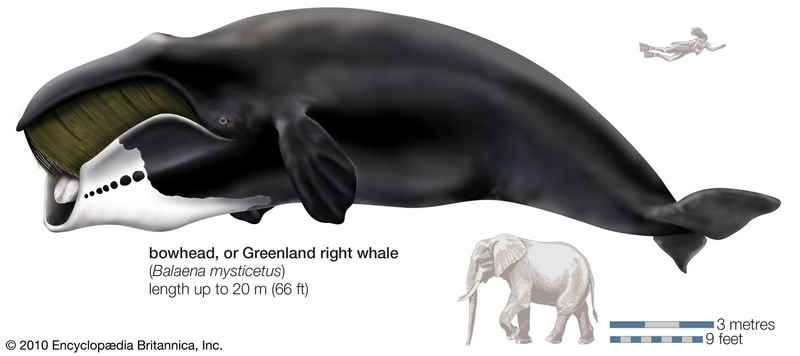 bowhead, or Greenland right whale
(Balaena mysticetus)
length up to 20 m (66 ft)
3 metres
9 feet
© 2010 Encyclopædia Britannica, Inc.